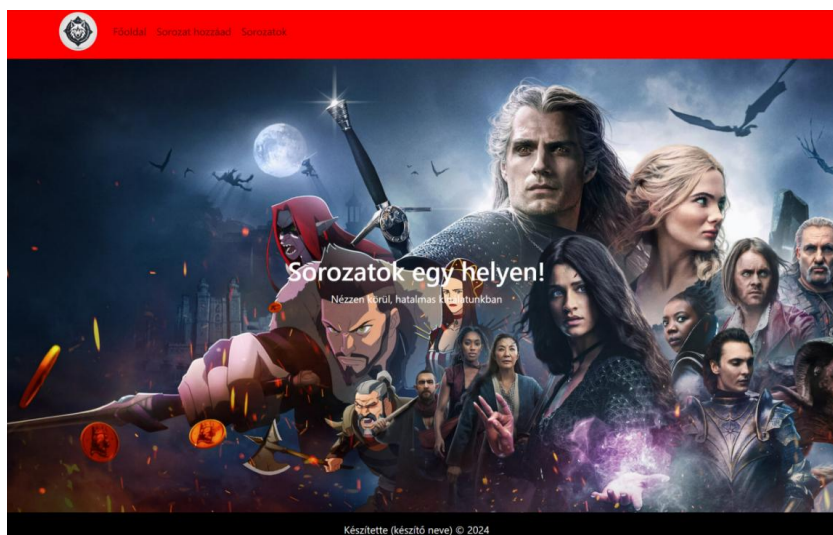 Főoldal Sorozat hozzáad Sorozatok
Sorozatok egy helyen!
Nézzen körül, hatalmas kínálatunkban
Készítette (készítő neve) © 2024